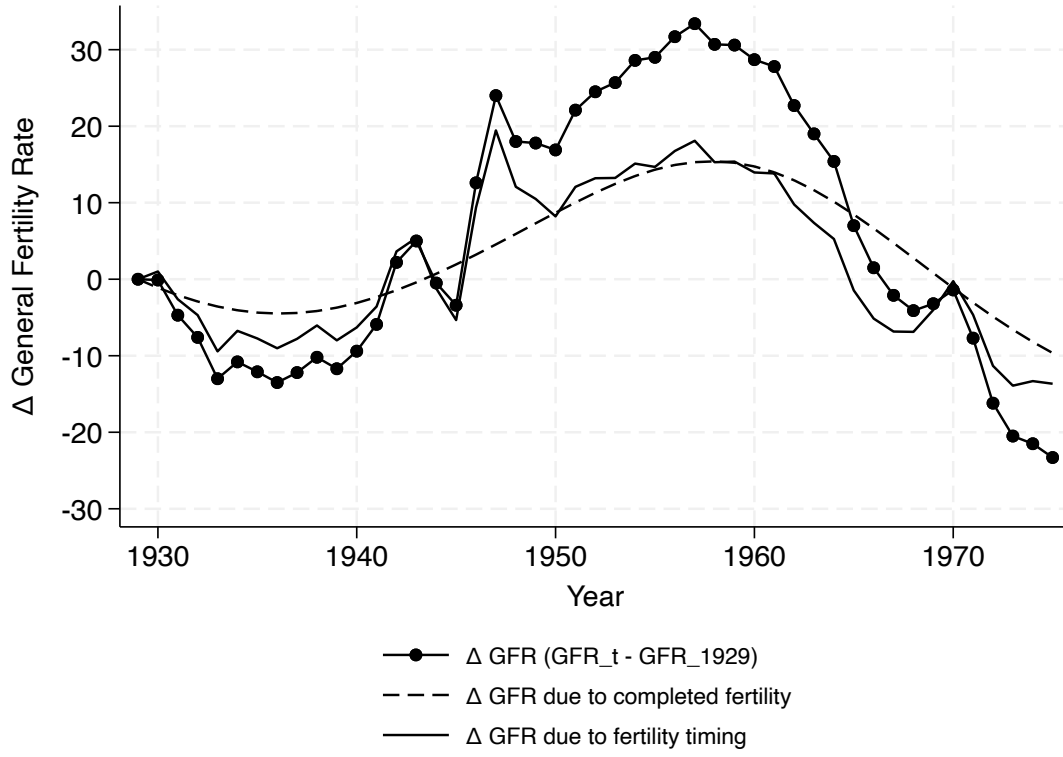 Δ General Fertility Rate
30
20
10
0
-10
-20
-30
1930 1940 1950 1960 1970
Year
Δ GFR (GFR_t - GFR_1929)
Δ GFR due to completed fertility
Δ GFR due to fertility timing